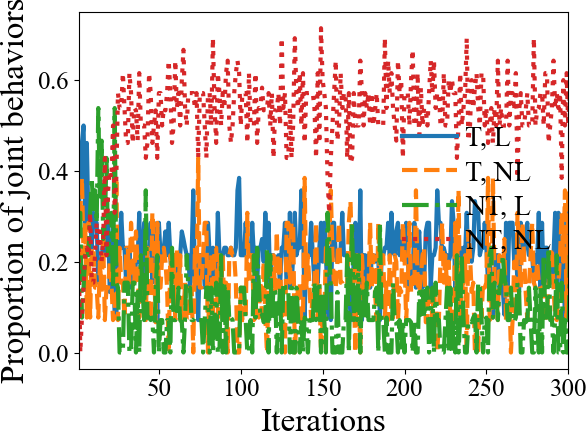 Proportion of joint behaviors
0.6
0.4
0.2
0.0
T, L
T, NL
NT, L
NT, NL
50
100
150
200
250
300
Iterations